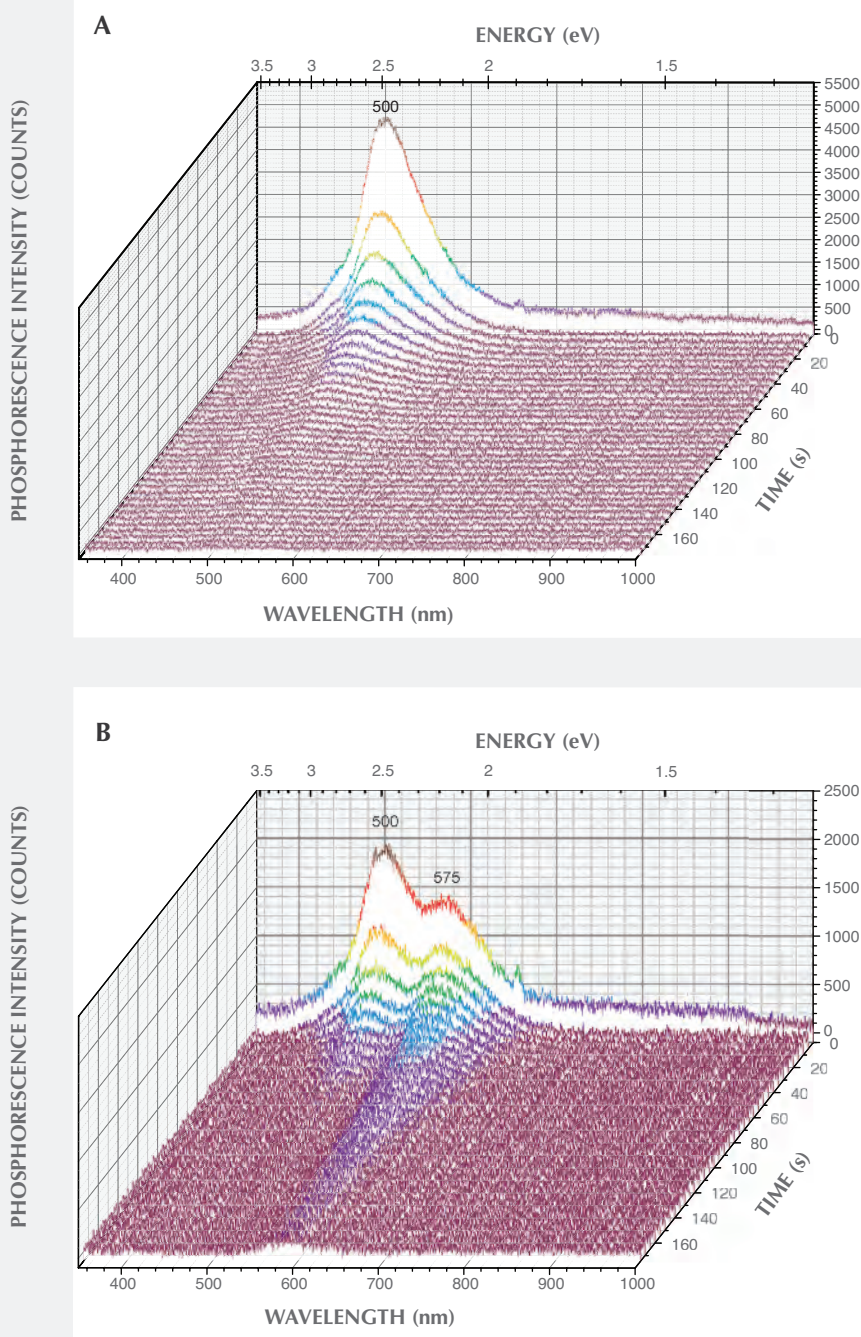 A
ENERGY (eV)
3.5 3 2.5 2 1.5
500
5500
5000
4500
4000
3500
3000
2500
2000
1500
1000
500
0
PHOSPHORESCENCE INTENSITY (COUNTS)
0
20
40
60
80
100
120
140
160
TIME (s)
400 500 600 700 800 900 1000
WAVELENGTH (nm)
B
ENERGY (eV)
3.5 3 2.5 2 1.5
500
575
2500
2000
1500
1000
500
0
PHOSPHORESCENCE INTENSITY (COUNTS)
0
20
40
60
80
100
120
140
160
TIME (s)
400 500 600 700 800 900 1000
WAVELENGTH (nm)